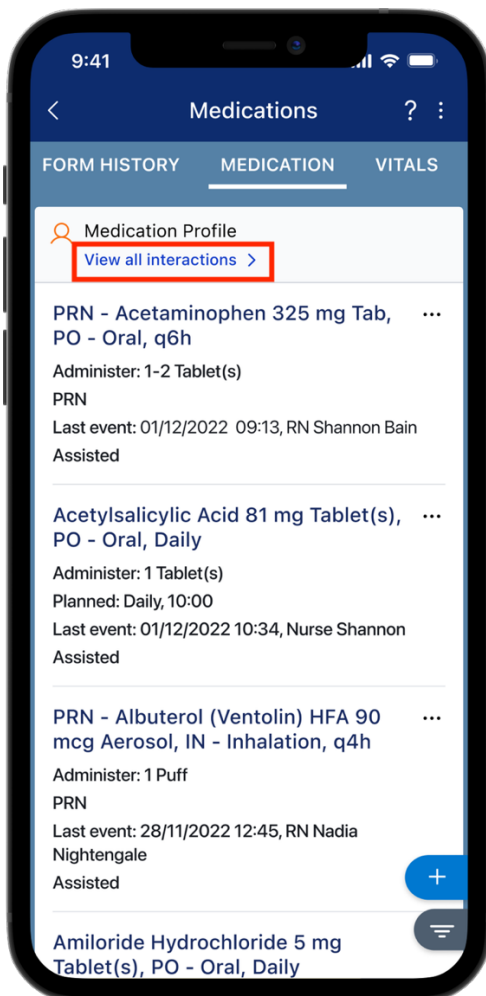 9:41
Medications ?
FORM HISTORY MEDICATION VITALS
Medication Profile
View all interactions >
PRN - Acetaminophen 325 mg Tab,
PO - Oral, q6h
Administer: 1-2 Tablet(s)
PRN
Last event: 01/12/2022 09:13, RN Shannon Bain
Assisted
Acetylsalicylic Acid 81 mg Tablet(s),
PO - Oral, Daily
Administer: 1 Tablet(s)
Planned: Daily, 10:00
Last event: 01/12/2022 10:34, Nurse Shannon
Assisted
PRN - Albuterol (Ventolin) HFA 90
mcg Aerosol, IN - Inhalation, q4h
Administer: 1 Puff
PRN
Last event: 28/11/2022 12:45, RN Nadia
Nightengale
Assisted
Amiloride Hydrochloride 5 mg
Tablet(s), PO - Oral, Daily